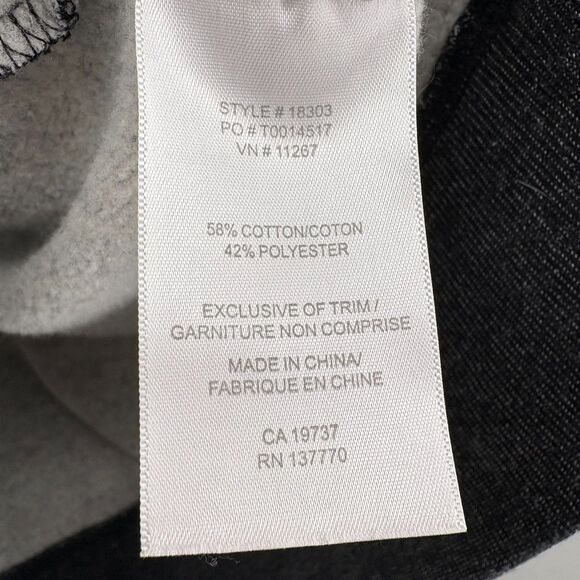 STYLE # 18303
PO # T0014517
VN # 11267
58% COTTON/COTON
42% POLYESTER
EXCLUSIVE OF TRIM /
GARNITURE NON COMPRISE
MADE IN CHINA/
FABRIQUE EN CHINE
CA 19737
RN 137770